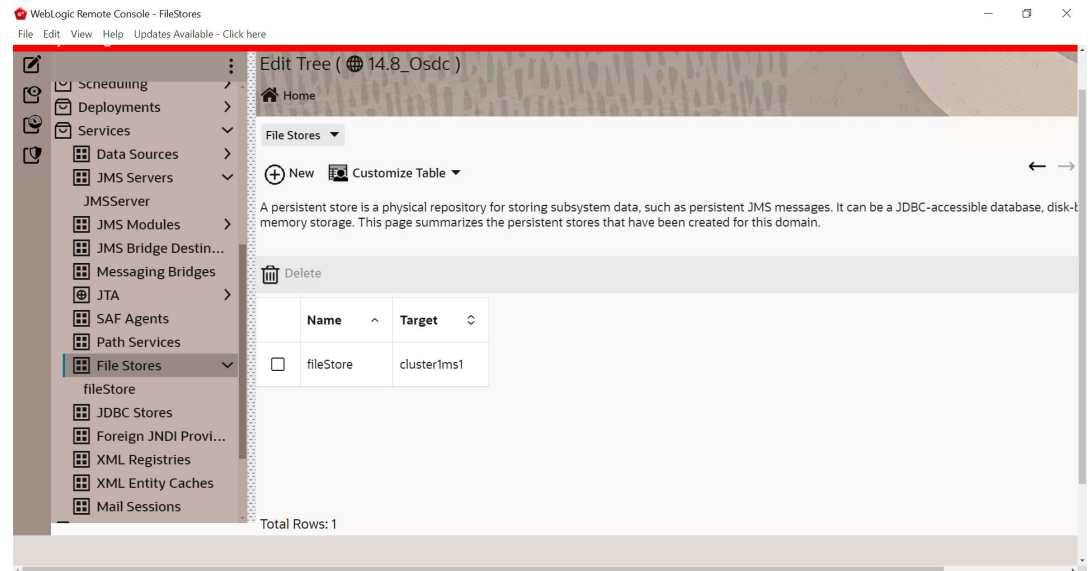 WebLogic Remote Console - FileStores
File Edit View Help Updates Available - Click here
Edit Tree ( 14.8_Osdc )
Home
Scheduling
Deployments
Services
Data Sources
JMS Servers
JMSServer
JMS Modules
JMS Bridge Destin...
Messaging Bridges
JTA
SAF Agents
Path Services
File Stores
fileStore
JDBC Stores
Foreign JNDI Provi...
XML Registries
XML Entity Caches
Mail Sessions
File Stores
New Customize Table
A persistent store is a physical repository for storing subsystem data, such as persistent JMS messages. It can be a JDBC-accessible database, disk-
memory storage. This page summarizes the persistent stores that have been created for this domain.
Delete
Name Target
fileStore cluster1ms1
Total Rows: 1